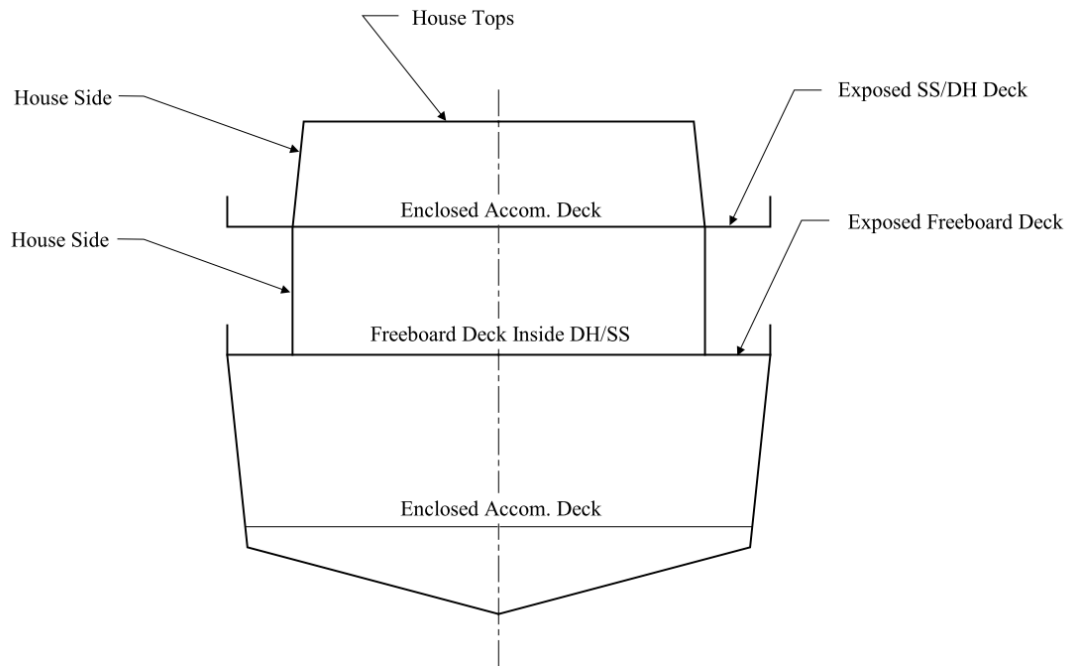 House Tops
House Side
Exposed SS/DH Deck
Enclosed Accom. Deck
House Side
Exposed Freeboard Deck
Freeboard Deck Inside DH/SS
Enclosed Accom. Deck